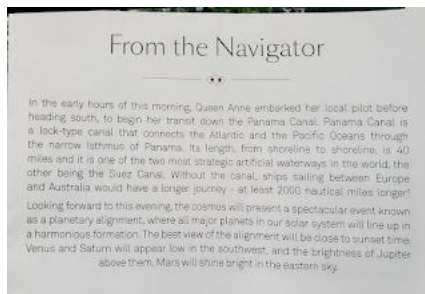 From the Navigator
In the early hours of this morning, Queen Anne embarked her local pilot before
heading south, to begin her transit down the Panama Canal. Panama Canal is
a lock-type canal that connects the Atlantic and the Pacific Oceans through
the narrow Isthmus of Panama. Its length, from shoreline to shoreline, is 40
miles and it is one of the two most strategic artificial waterways in the world, the
other being the Suez Canal. Without the canal, ships sailing between Europe
and Australia would have a longer journey - at least 2000 nautical miles longer!
Looking forward to this evening, the cosmos will present a spectacular event known
as a planetary alignment, where all major planets in our solar system will line up in
a harmonious formation. The best view of the alignment will be close to sunset time.
Venus and Saturn will appear low in the southwest, and the brightness of Jupiter
above them. Mars will shine bright in the eastern sky.